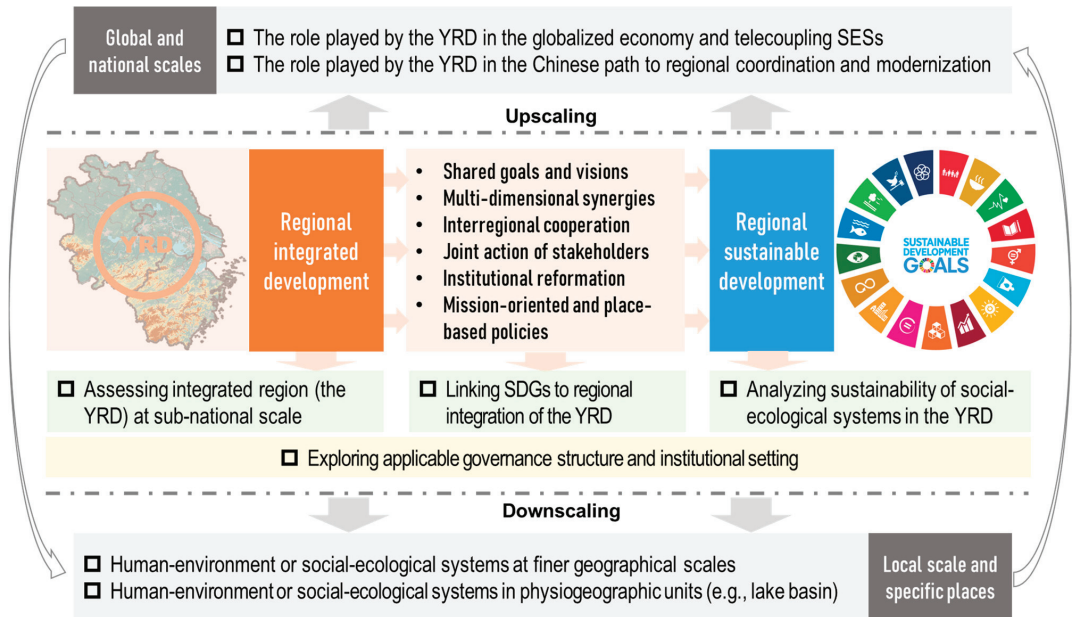 Global and
national scales
☐ The role played by the YRD in the globalized economy and telecoupling SESs
☐ The role played by the YRD in the Chinese path to regional coordination and modernization
Upscaling
YRD
Regional
integrated
development
• Shared goals and visions
• Multi-dimensional synergies
• Interregional cooperation
• Joint action of stakeholders
• Institutional reformation
• Mission-oriented and place-
based policies
Regional
sustainable
development
SUSTAINABLE
DEVELOPMENT
GOALS
☐ Assessing integrated region (the
YRD) at sub-national scale
☐ Linking SDGs to regional
integration of the YRD
☐ Analyzing sustainability of social-
ecological systems in the YRD
☐ Exploring applicable governance structure and institutional setting
Downscaling
☐ Human-environment or social-ecological systems at finer geographical scales
☐ Human-environment or social-ecological systems in physiogeographic units (e.g., lake basin)
Local scale and
specific places